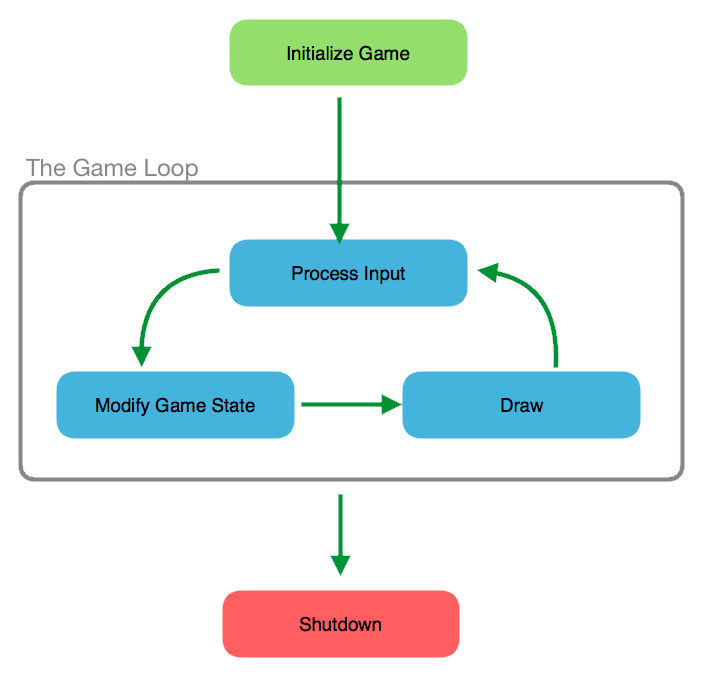 Initialize Game
The Game Loop
Process Input
Modify Game State
Draw
Shutdown